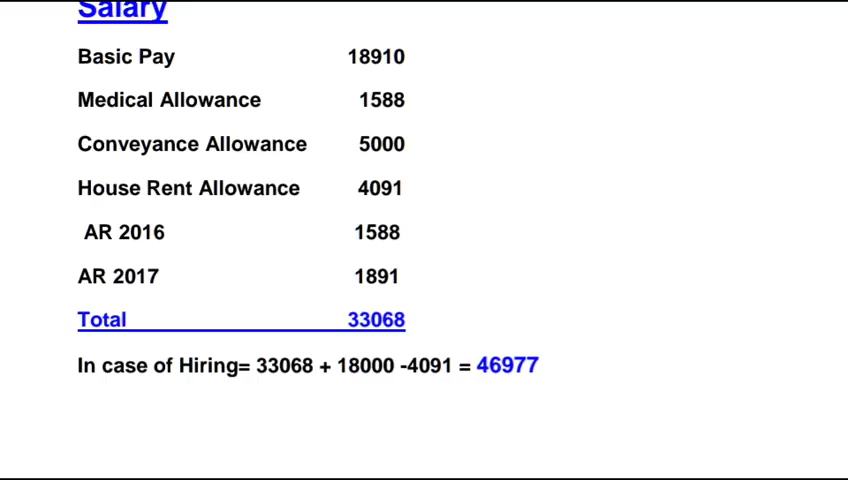 Salary
Basic Pay 18910
Medical Allowance 1588
Conveyance Allowance 5000
House Rent Allowance 4091
AR 2016 1588
AR 2017 1891
Total 33068
In case of Hiring= 33068 + 18000 -4091 = 46977